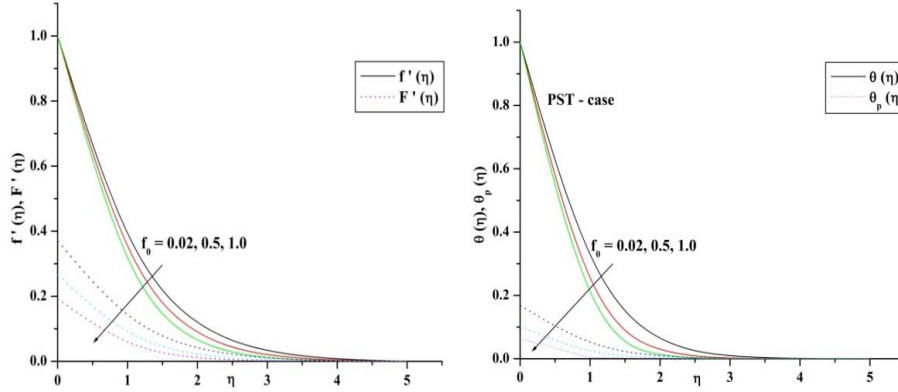 1.0
0.8
0.6
0.4
0.2
0.0
0 1 2 3 4 5
η
f ' (η), F ' (η)
f ' (η)
F ' (η)
f₀ = 0.02, 0.5, 1.0
1.0
0.8
0.6
0.4
0.2
0.0
0 1 2 3 4 5
η
θ (η), θₚ (η)
θ (η)
θₚ (η
PST - case
f₀ = 0.02, 0.5, 1.0